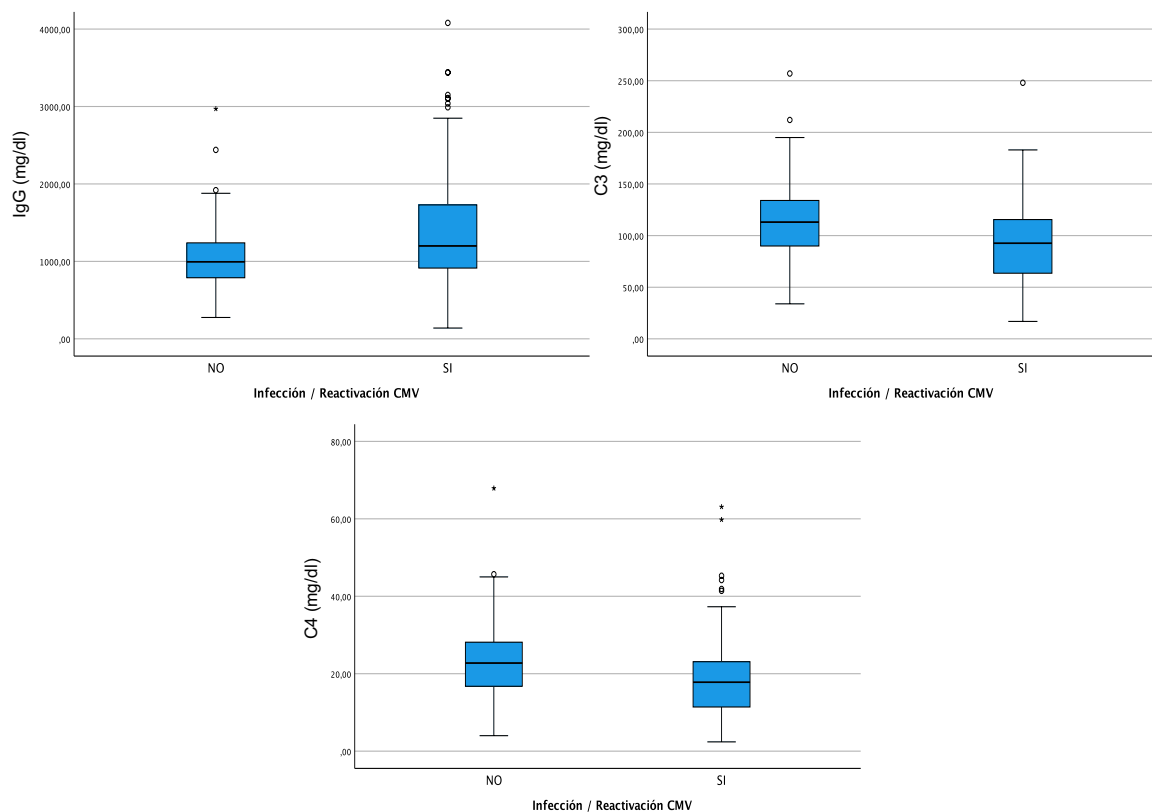 4000,00
3000,00
2000,00
1000,00
,00
IgG (mg/dl)
NO
SI
Infección / Reactivación CMV
300,00
250,00
200,00
150,00
100,00
50,00
,00
C3 (mg/dl)
NO
SI
Infección / Reactivación CMV
80,00
60,00
40,00
20,00
,00
C4 (mg/dl)
NO
SI
Infección / Reactivación CMV